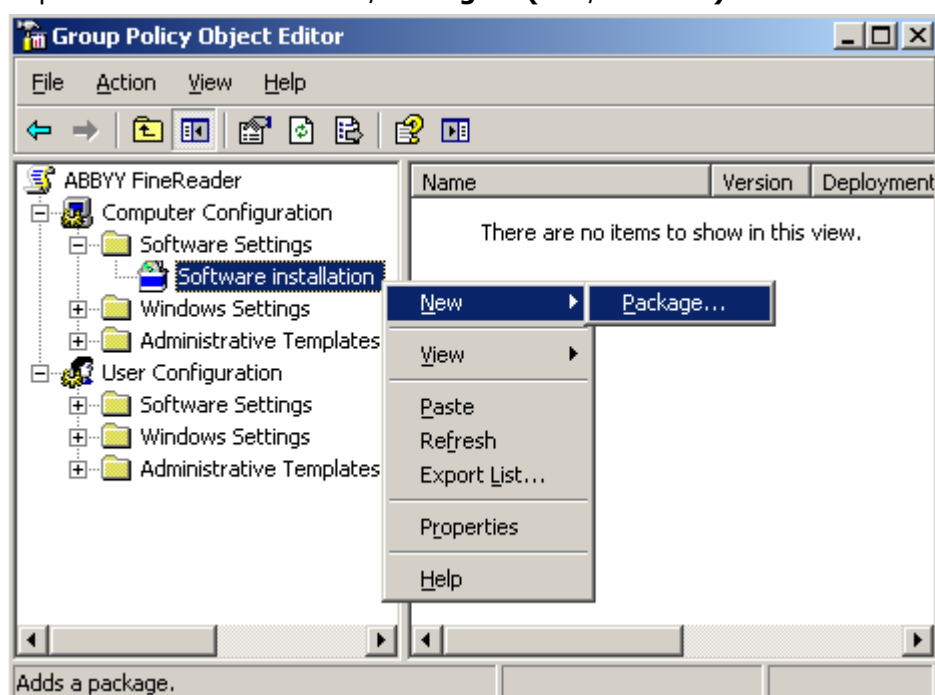 Group Policy Object Editor
File Action View Help
ABBYY FineReader
Computer Configuration
Software Settings
Software installation
Windows Settings
Administrative Templates
User Configuration
Software Settings
Windows Settings
Administrative Templates
Name Version Deployment
There are no items to show in this view.
New
Package...
View
Paste
Refresh
Export List...
Properties
Help
Adds a package.